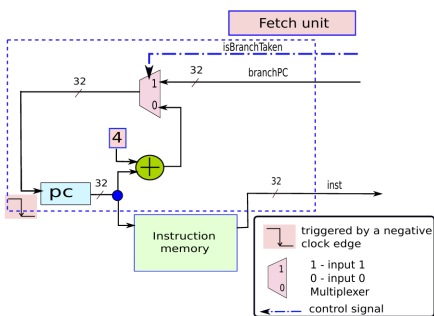 Fetch unit
isBranchTaken
32
branchPC
32
1
0
4
pc
32
32
inst
Instruction
memory
triggered by a negative
clock edge
1
0
1 - input 1
0 - input 0
Multiplexer
control signal